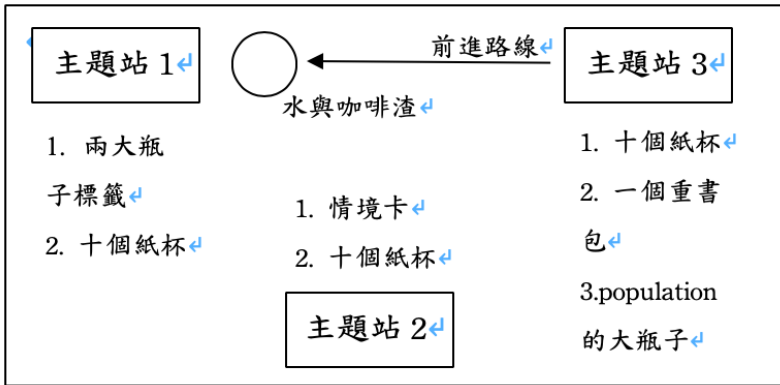 主題站 1
前進路線
主題站 3
水與咖啡渣
1. 兩大瓶
子標籤
2. 十個紙杯
1. 情境卡
2. 十個紙杯
主題站 2
1. 十個紙杯
2. 一個重書
包
3.population
的大瓶子